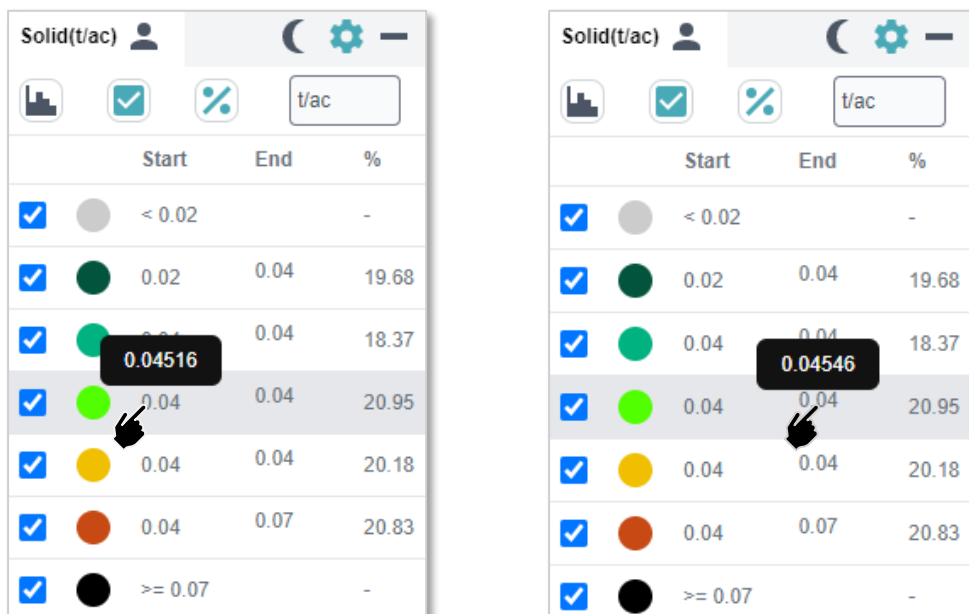 Solid(t/ac)
t/ac
Start End %
< 0.02 -
0.02 0.04 19.68
0.04 18.37
0.04516
0.04 0.04 20.95
0.04 0.04 20.18
0.04 0.07 20.83
>= 0.07 -
Solid(t/ac)
t/ac
Start End %
< 0.02 -
0.02 0.04 19.68
0.04 0.04 18.37
0.04546
0.04 0.04 20.95
0.04 0.04 20.18
0.04 0.07 20.83
>= 0.07 -